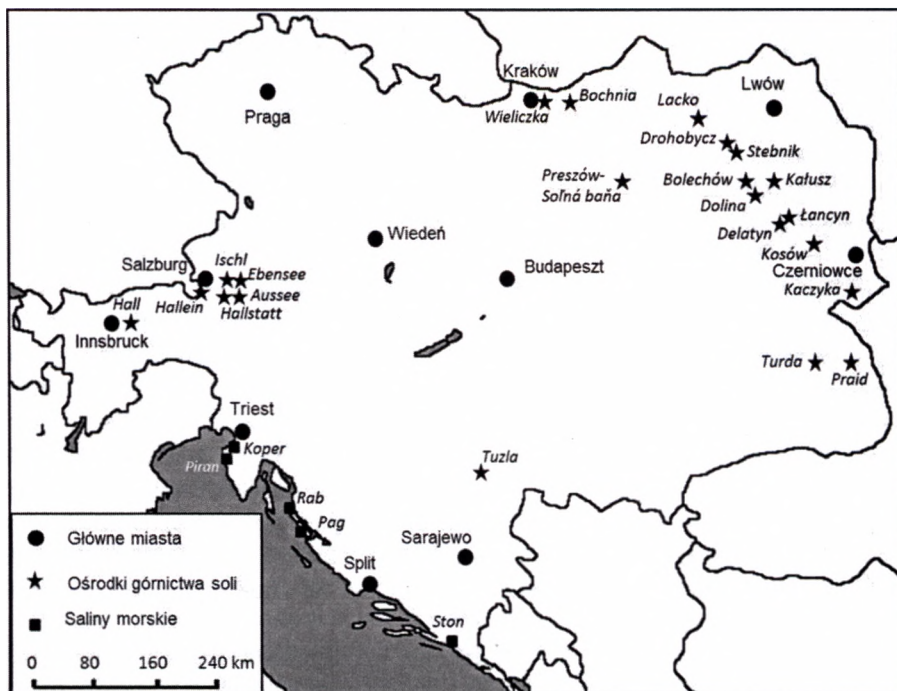 Kraków
Praga
Wieliczka
Bochnia
Lacko
Lwów
Drohobycz
Stebnik
Preszów-
Soľná baňa
Bolechów
Kałusz
Dolina
Łancyn
Delatyn
Kosów
Czerniowce
Kaczyka
Wiedeń
Budapeszt
Salzburg
Ischl
Ebensee
Hallein
Aussee
Hallstatt
Hall
Innsbruck
Turda
Praid
Triest
Koper
Piran
Tuzla
Rab
Pag
Sarajewo
Split
Ston
Główne miasta
Ośrodki górnictwa soli
Saliny morskie
0 80 160 240 km